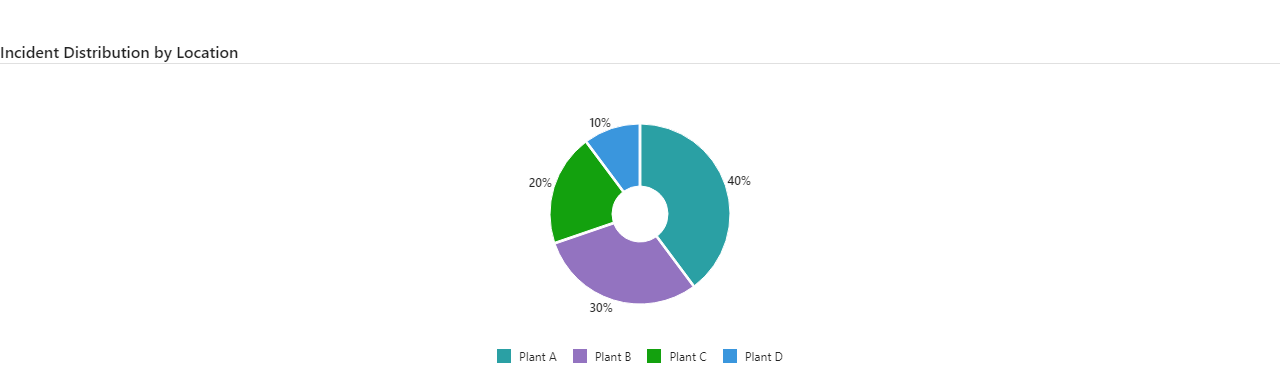 Incident Distribution by Location
10%
40%
20%
30%
Plant A
Plant B
Plant C
Plant D